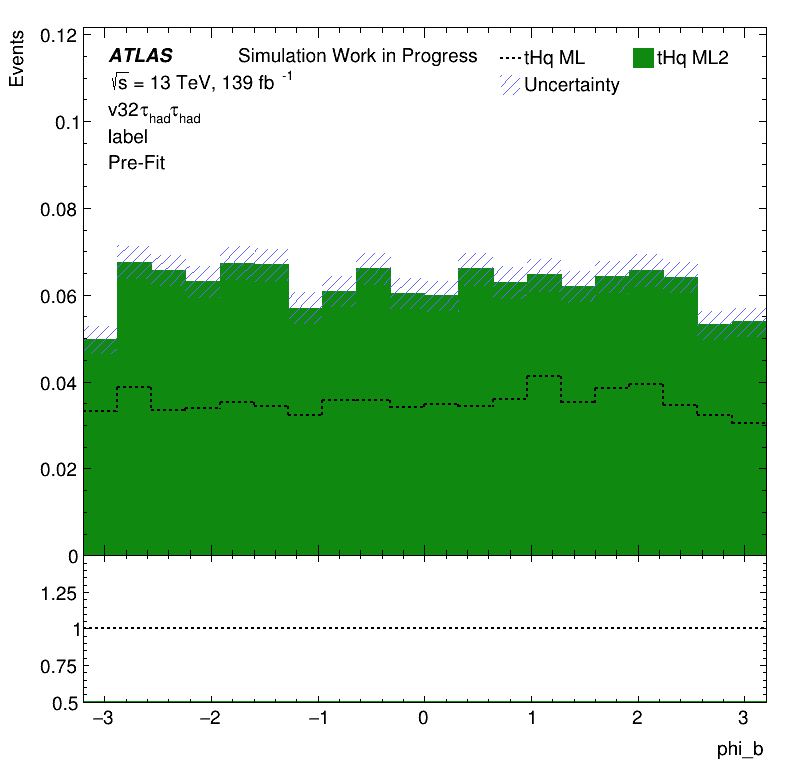 Events
ATLAS Simulation Work in Progress
√s = 13 TeV, 139 fb -1
v32τhadτhad
label
Pre-Fit
tHq ML
tHq ML2
Uncertainty
0.12
0.1
0.08
0.06
0.04
0.02
0
1.25
1
0.75
0.5
−3 −2 −1 0 1 2 3
phi_b